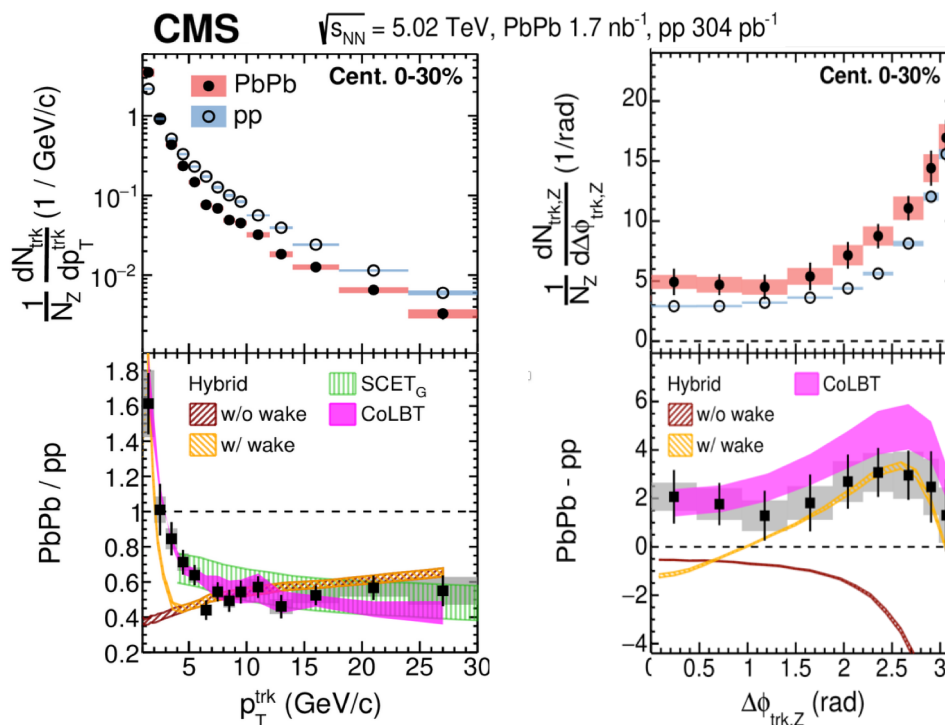 CMS
√s_NN = 5.02 TeV, PbPb 1.7 nb⁻¹, pp 304 pb⁻¹
Cent. 0-30%
PbPb
pp
1/N_Z dN_trk/dp_T^trk (1 / GeV/c)
1
10⁻¹
10⁻²
1.8
1.6
1.4
1.2
1
0.8
0.6
0.4
0.2
PbPb / pp
Hybrid
w/o wake
w/ wake
SCET_G
CoLBT
5 10 15 20 25 30
p_T^trk (GeV/c)
Cent. 0-30%
1/N_Z dN_trk,Z/dΔϕ_trk,Z (1/rad)
20
15
10
5
0
PbPb - pp
6
4
2
0
−2
−4
Hybrid
w/o wake
w/ wake
CoLBT
0.5 1 1.5 2 2.5 3
Δϕ_trk,Z (rad)